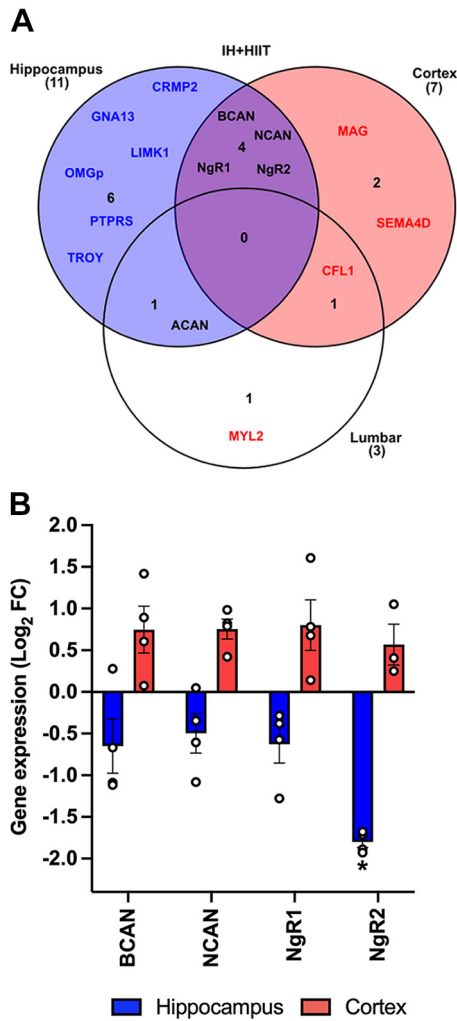 A
IH+HIIT
Hippocampus
(11)
Cortex
(7)
CRMP2
GNA13
BCAN
NCAN
4
MAG
LIMK1
NgR1
NgR2
OMGp
6
2
PTPRS
SEMA4D
0
TROY
CFL1
1
1
ACAN
1
MYL2
Lumbar
(3)
B
Gene expression (Log2 FC)
2.0
1.5
1.0
0.5
0.0
-0.5
-1.0
-1.5
-2.0
*
BCAN
NCAN
NgR1
NgR2
Hippocampus
Cortex